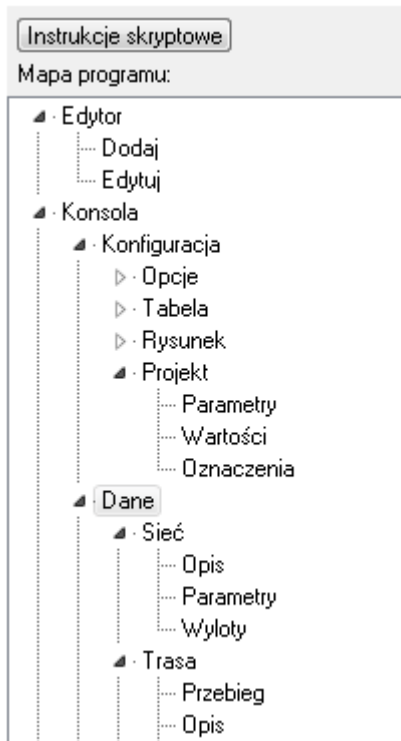 Instrukcje skryptowe
Mapa programu:
Edytor
Dodaj
Edytuj
Konsola
Konfiguracja
Opcje
Tabela
Rysunek
Projekt
Parametry
Wartości
Oznaczenia
Dane
Sieć
Opis
Parametry
Wyloty
Trasa
Przebieg
Opis